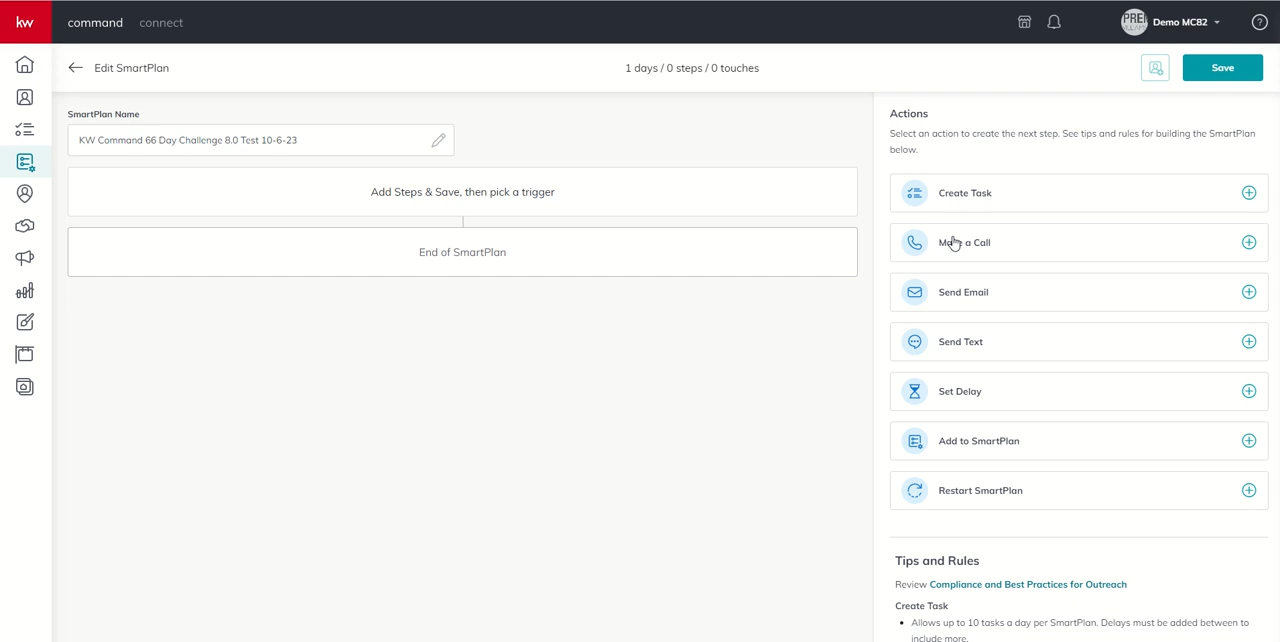 kw command connect PRE Demo MC82
Edit SmartPlan 1 days / 0 steps / 0 touches Save
SmartPlan Name
KW Command 66 Day Challenge 8.0 Test 10-6-23
Add Steps & Save, then pick a trigger
End of SmartPlan
Actions
Select an action to create the next step. See tips and rules for building the SmartPlan
below.
Create Task
Make a Call
Send Email
Send Text
Set Delay
Add to SmartPlan
Restart SmartPlan
Tips and Rules
Review Compliance and Best Practices for Outreach
Create Task
• Allows up to 10 tasks a day per SmartPlan. Delays must be added between to
include more.